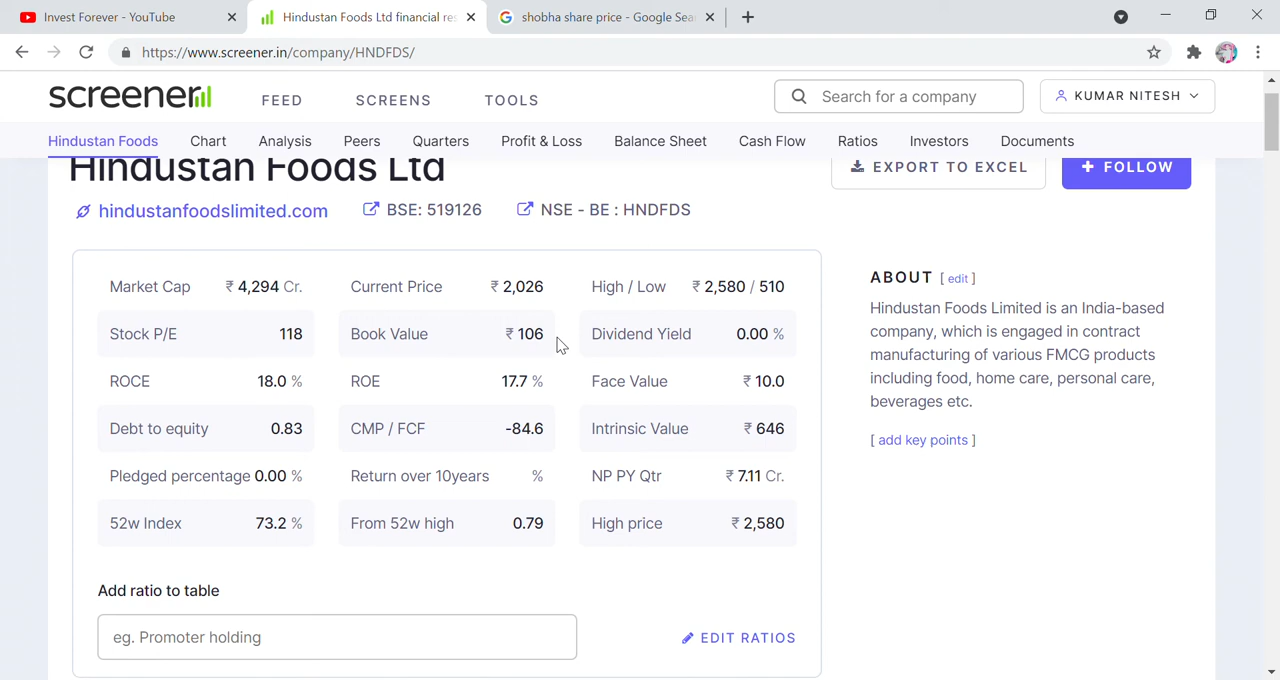 Invest Forever - YouTube
Hindustan Foods Ltd financial res
shobha share price - Google Sea
https://www.screener.in/company/HNDFDS/
screener
FEED
SCREENS
TOOLS
Search for a company
KUMAR NITESH
Hindustan Foods
Chart
Analysis
Peers
Quarters
Profit & Loss
Balance Sheet
Cash Flow
Ratios
Investors
Documents
Hindustan Foods Ltd
EXPORT TO EXCEL
+ FOLLOW
hindustanfoodslimited.com
BSE: 519126
NSE - BE : HNDFDS
Market Cap ₹ 4,294 Cr.
Current Price ₹ 2,026
High / Low ₹ 2,580 / 510
Stock P/E 118
Book Value ₹ 106
Dividend Yield 0.00 %
ROCE 18.0 %
ROE 17.7 %
Face Value ₹ 10.0
Debt to equity 0.83
CMP / FCF -84.6
Intrinsic Value ₹ 646
Pledged percentage 0.00 %
Return over 10years %
NP PY Qtr ₹ 7.11 Cr.
52w Index 73.2 %
From 52w high 0.79
High price ₹ 2,580
Add ratio to table
eg. Promoter holding
EDIT RATIOS
ABOUT [ edit ]
Hindustan Foods Limited is an India-based
company, which is engaged in contract
manufacturing of various FMCG products
including food, home care, personal care,
beverages etc.
[ add key points ]